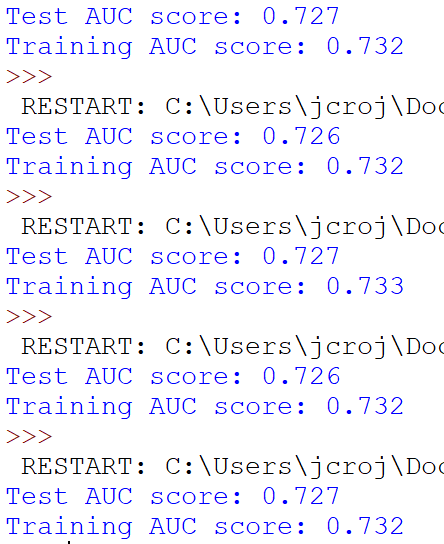 Test AUC score: 0.727
Training AUC score: 0.732
>>>
RESTART: C:\Users\jcroj\Doc
Test AUC score: 0.726
Training AUC score: 0.732
>>>
RESTART: C:\Users\jcroj\Doc
Test AUC score: 0.727
Training AUC score: 0.733
>>>
RESTART: C:\Users\jcroj\Doc
Test AUC score: 0.726
Training AUC score: 0.732
>>>
RESTART: C:\Users\jcroj\Doc
Test AUC score: 0.727
Training AUC score: 0.732